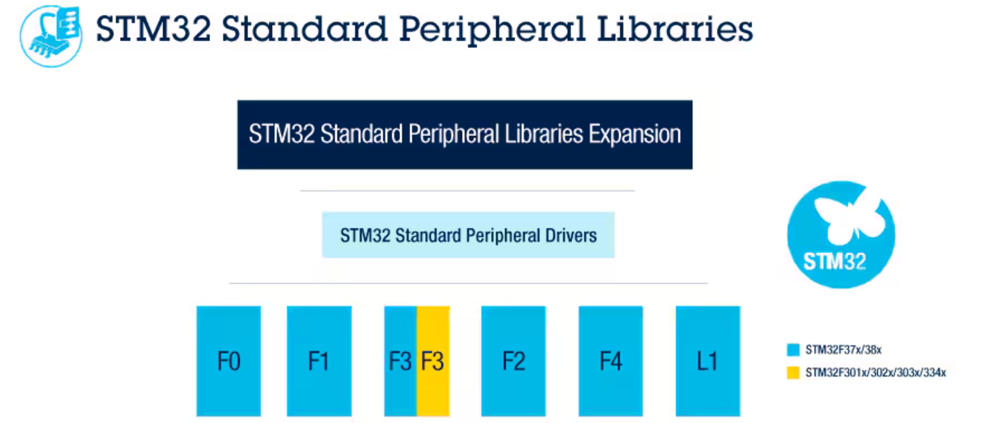 STM32 Standard Peripheral Libraries
STM32 Standard Peripheral Libraries Expansion
STM32 Standard Peripheral Drivers
STM32
F0 F1 F3 F3 F2 F4 L1
STM32F37x/38x
STM32F301x/302x/303x/334x